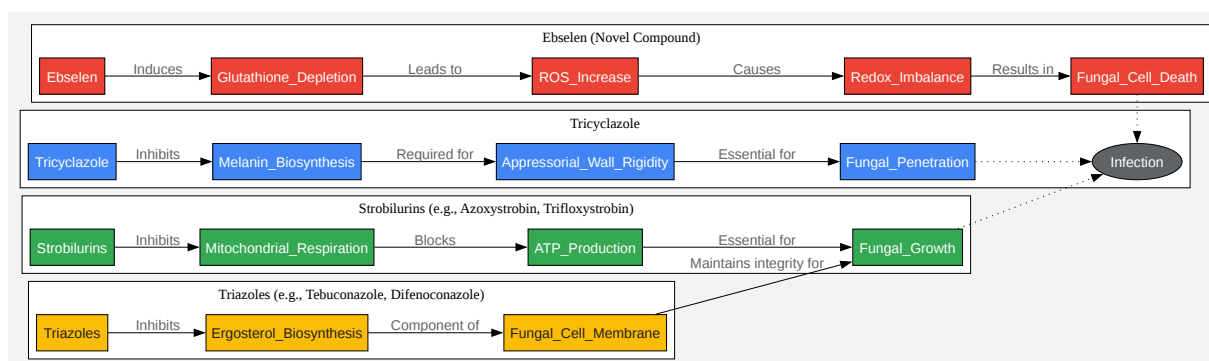 Ebselen (Novel Compound)
Ebselen Induces Glutathione_Depletion Leads to ROS_Increase Causes Redox_Imbalance Results in Fungal_Cell_Death
Tricyclazole
Tricyclazole Inhibits Melanin_Biosynthesis Required for Appressorial_Wall_Rigidity Essential for Fungal_Penetration Infection
Strobilurins (e.g., Azoxystrobin, Trifloxystrobin)
Strobilurins Inhibits Mitochondrial_Respiration Blocks ATP_Production Essential for Fungal_Growth
Maintains integrity for
Triazoles (e.g., Tebuconazole, Difenoconazole)
Triazoles Inhibits Ergosterol_Biosynthesis Component of Fungal_Cell_Membrane